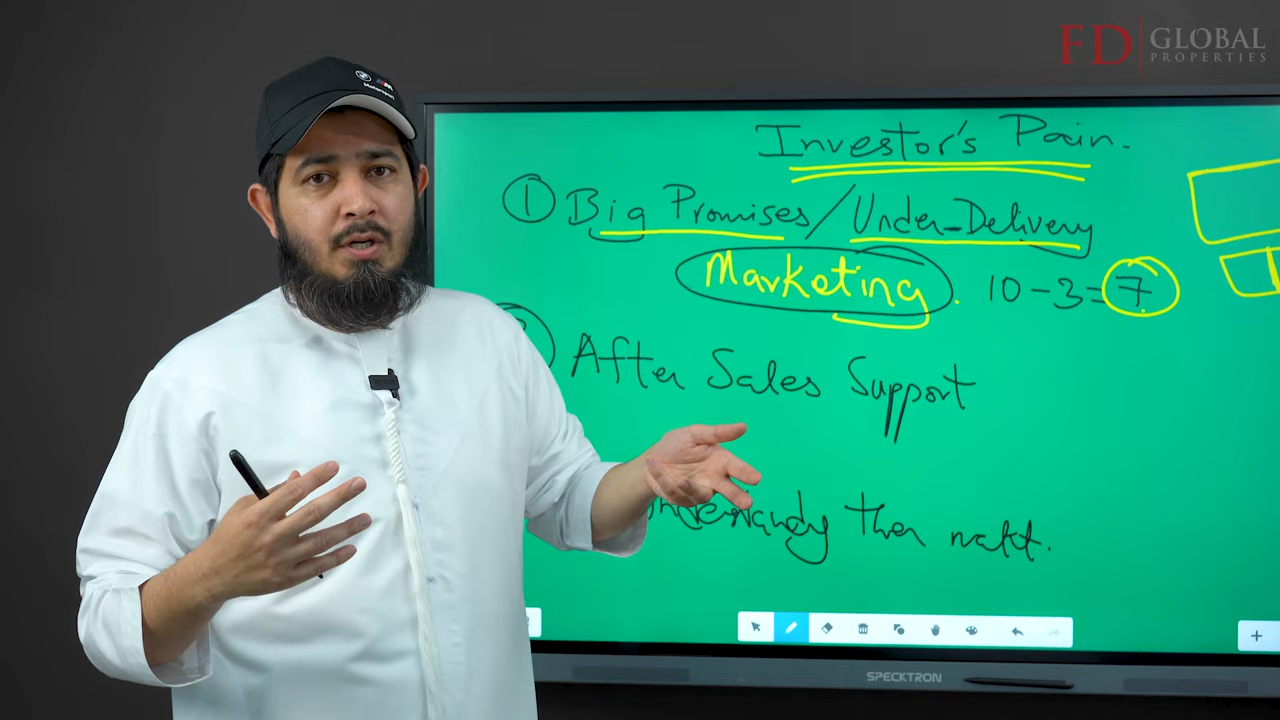 FD GLOBAL
PROPERTIES
Motorsport
Investor's Pain.
① Big Promises / Under-Delivery
Marketing. 10-3=7
After Sales Support
then
SPECKTRON